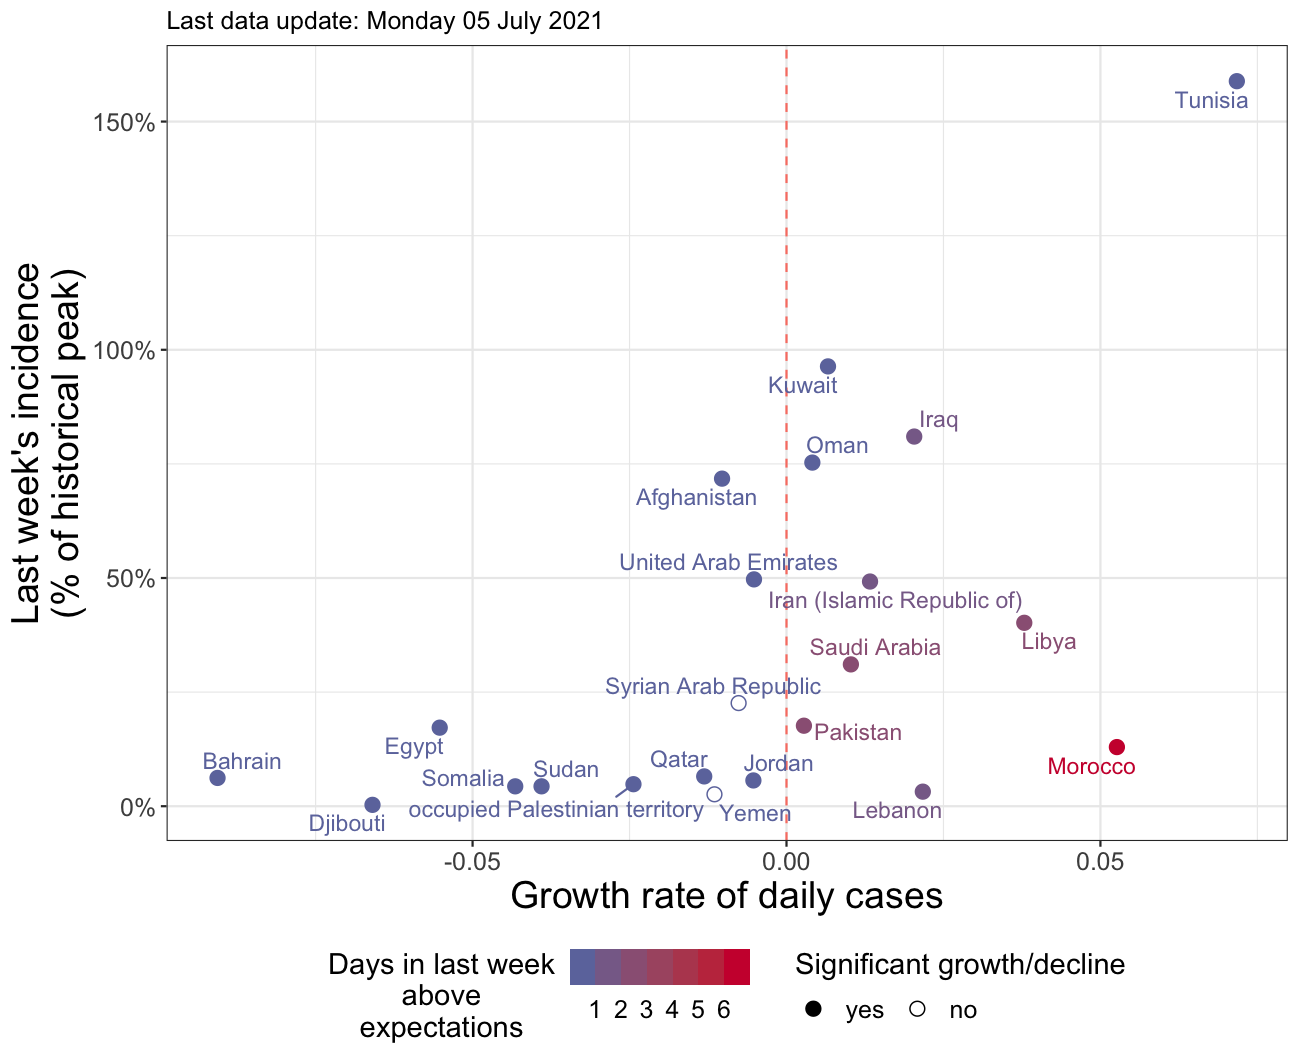 Last data update: Monday 05 July 2021
Last week's incidence
(% of historical peak)
150%
100%
50%
0%
Tunisia
Kuwait
Iraq
Oman
Afghanistan
United Arab Emirates
Iran (Islamic Republic of)
Libya
Saudi Arabia
Syrian Arab Republic
Pakistan
Egypt
Morocco
Bahrain
Qatar
Jordan
Sudan
Somalia
occupied Palestinian territory
Yemen
Lebanon
Djibouti
-0.05
0.00
0.05
Growth rate of daily cases
Days in last week
above
expectations
1 2 3 4 5 6
Significant growth/decline
yes
no